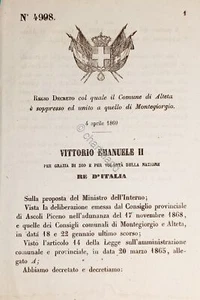 N° 4998.
1
REGIO DECRETO col quale il Comune di Alteta
è soppresso ed unito a quello di Montegiorgio.
4 aprile 1869
VITTORIO EMANUELE II
PER GRAZIA DI DIO E PER VOLONTÀ DELLA NAZIONE
RE D'ITALIA
Sulla proposta del Ministro dell'Interno;
Vista la deliberazione emessa dal Consiglio provinciale
di Ascoli Piceno nell'adunanza del 17 novembre 1868,
e quelle dei Consigli comunali di Montegiorgio e Alteta,
in data 18 e 22 gennaio ultimo scorso;
Visto l'articolo 14 della Legge sull'amministrazione
comunale e provinciale, in data 20 marzo 1865, allegato
A;
Abbiamo decretato e decretiamo: